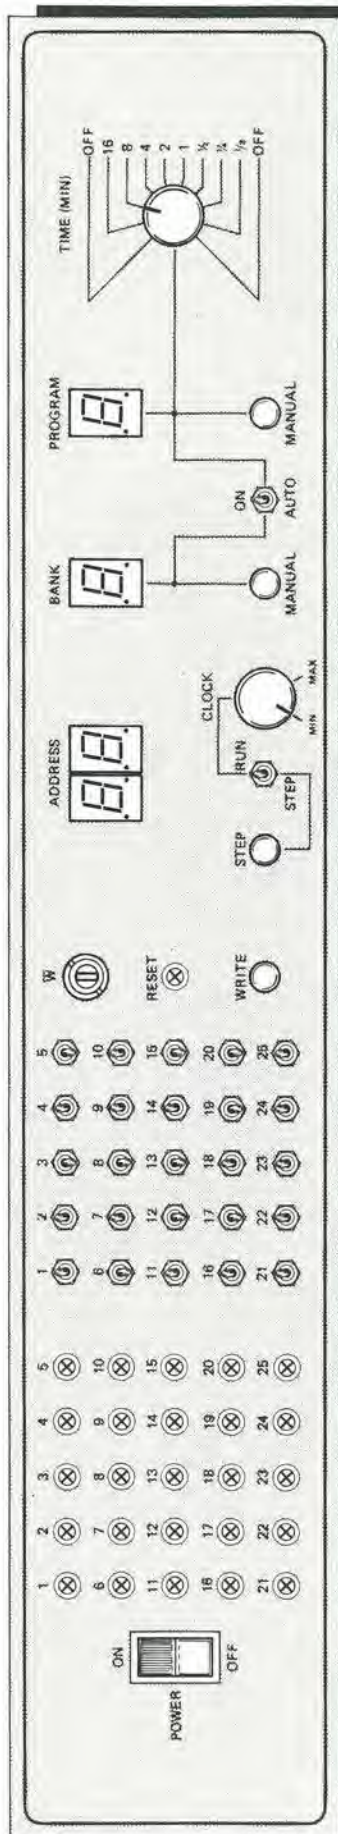 POWER
ON
OFF
1 2 3 4 5
6 7 8 9 10
11 12 13 14 15
16 17 18 19 20
21 22 23 24 25
1 2 3 4 5
6 7 8 9 10
11 12 13 14 15
16 17 18 19 20
21 22 23 24 25
W̅
RESET
WRITE
ADDRESS
8 8
STEP
RUN
STEP
CLOCK
MIN
MAX
BANK
8
MANUAL
ON
AUTO
PROGRAM
8
MANUAL
TIME (MIN)
OFF
16
8
4
2
1
½
¼
⅛
OFF